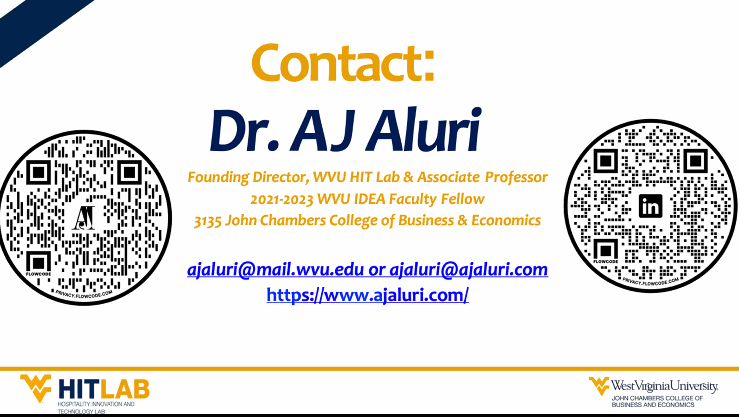 Contact:
Dr. AJ Aluri
Founding Director, WVU HIT Lab & Associate Professor
2021-2023 WVU IDEA Faculty Fellow
3135 John Chambers College of Business & Economics
ajaluri@mail.wvu.edu or ajaluri@ajaluri.com
https://www.ajaluri.com/
AJ
FLOWCODE
PRIVACY.FLOWCODE.COM
in
FLOWCODE
PRIVACY.FLOWCODE.COM
HITLAB
HOSPITALITY INNOVATION AND
TECHNOLOGY LAB
WestVirginiaUniversity.
JOHN CHAMBERS COLLEGE OF
BUSINESS AND ECONOMICS